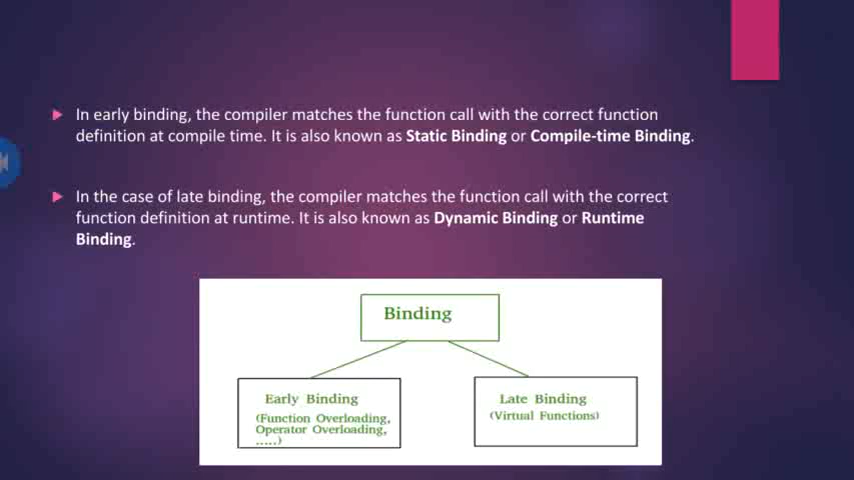 In early binding, the compiler matches the function call with the correct function
definition at compile time. It is also known as Static Binding or Compile-time Binding.
In the case of late binding, the compiler matches the function call with the correct
function definition at runtime. It is also known as Dynamic Binding or Runtime
Binding.
Binding
Early Binding
(Function Overloading,
Operator Overloading,
.....)
Late Binding
(Virtual Functions)